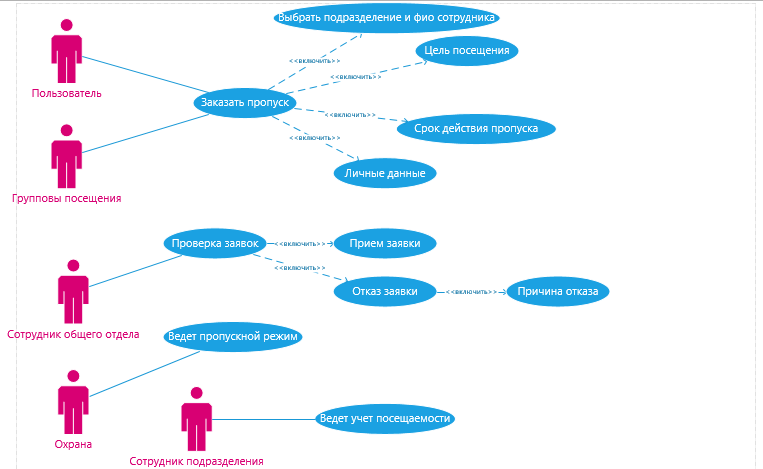 Выбрать подразделение и фио сотрудника
Цель посещения
<<включить>>
<<включить>>
Пользователь
Заказать пропуск
<<включить>>
Срок действия пропуска
<<включить>>
Личные данные
Групповы посещения
Проверка заявок
<<включить>>
Прием заявки
<<включить>>
Отказ заявки
<<включить>>
Причина отказа
Сотрудник общего отдела
Ведет пропускной режим
Ведет учет посещаемости
Охрана
Сотрудник подразделения